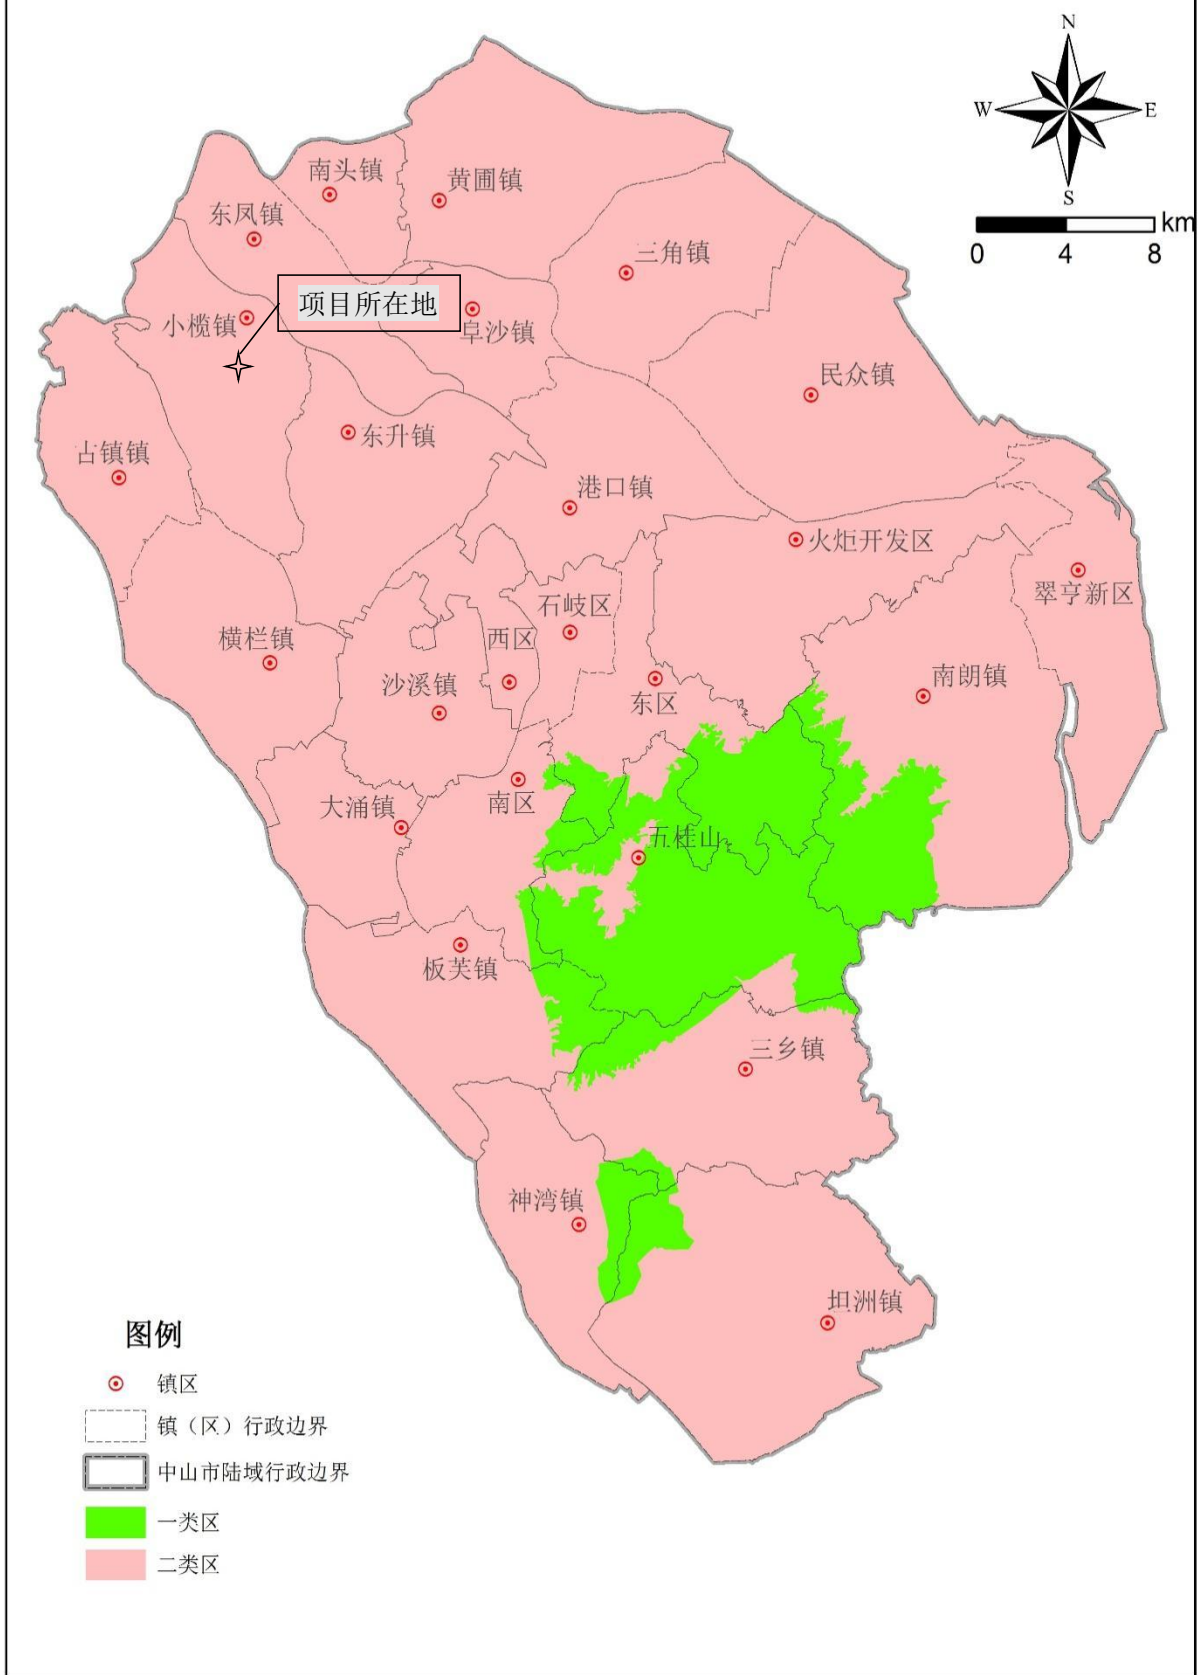 N
W
E
S
km
0
4
8
南头镇
黄圃镇
东凤镇
三角镇
项目所在地
小榄镇
阜沙镇
民众镇
东升镇
古镇镇
港口镇
火炬开发区
翠亨新区
石岐区
横栏镇
西区
沙溪镇
东区
南朗镇
南区
大涌镇
五桂山
板芙镇
三乡镇
神湾镇
坦洲镇
图例
镇区
镇（区）行政边界
中山市陆域行政边界
一类区
二类区